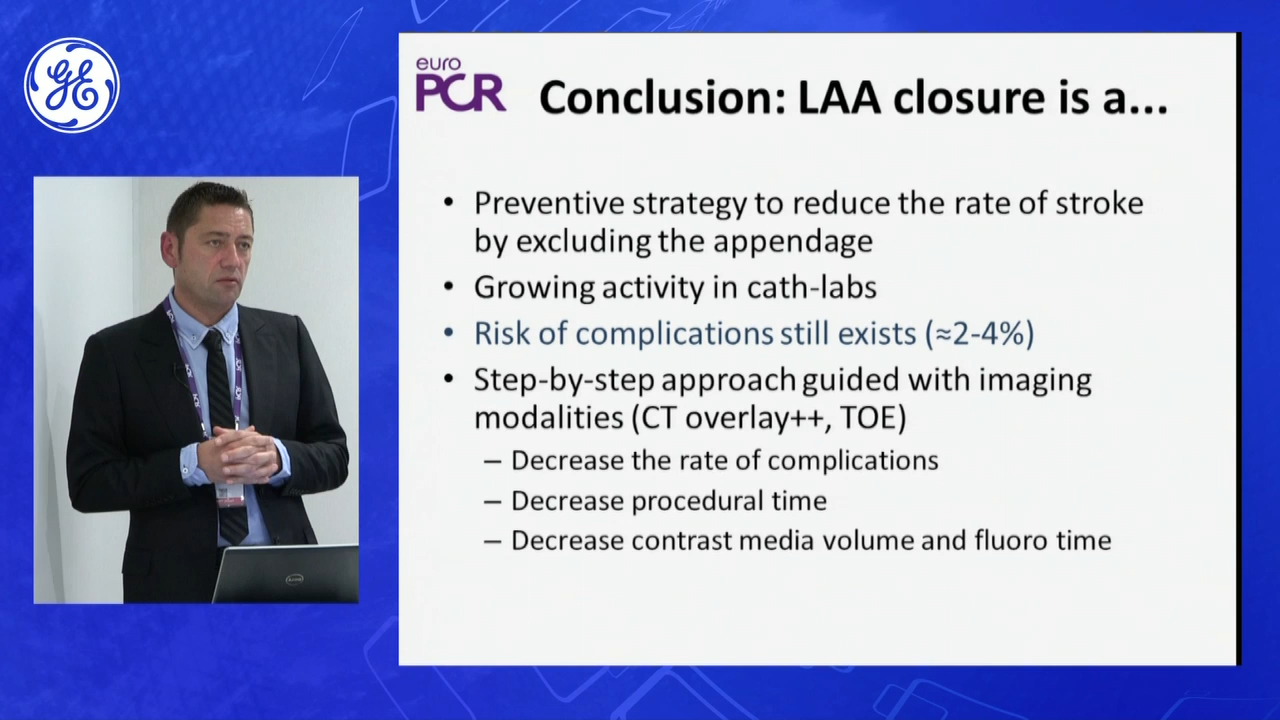 GE
euro
PCR
Conclusion: LAA closure is a...
• Preventive strategy to reduce the rate of stroke
by excluding the appendage
• Growing activity in cath-labs
• Risk of complications still exists (≈2-4%)
• Step-by-step approach guided with imaging
modalities (CT overlay++, TOE)
– Decrease the rate of complications
– Decrease procedural time
– Decrease contrast media volume and fluoro time